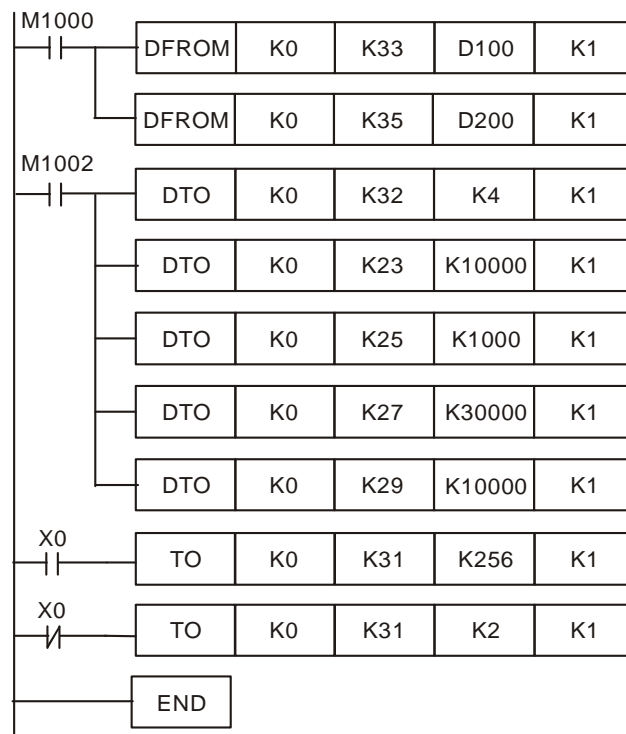 M1000
DFROM K0 K33 D100 K1
DFROM K0 K35 D200 K1
M1002
DTO K0 K32 K4 K1
DTO K0 K23 K10000 K1
DTO K0 K25 K1000 K1
DTO K0 K27 K30000 K1
DTO K0 K29 K10000 K1
X0
TO K0 K31 K256 K1
X0
TO K0 K31 K2 K1
END